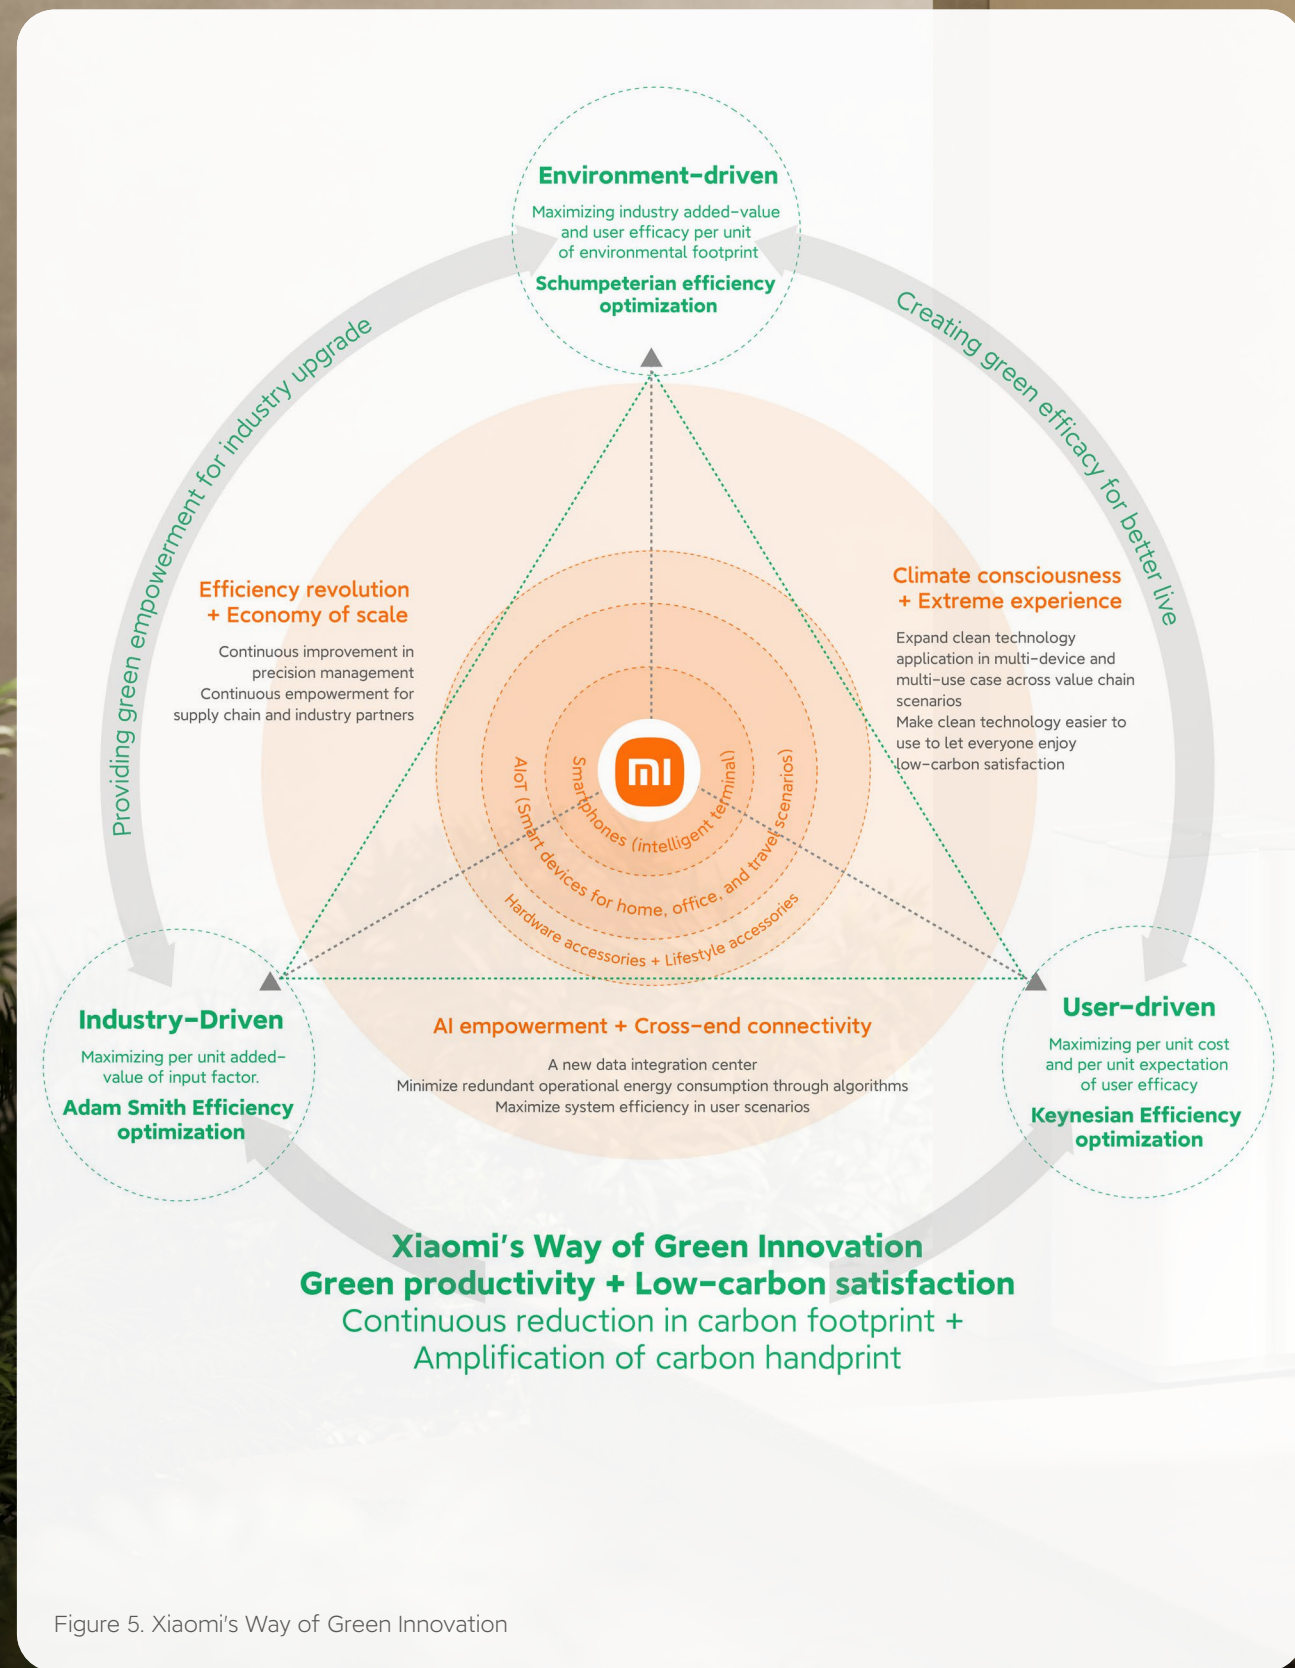 Environment-driven
Maximizing industry added-value
and user efficacy per unit
of environmental footprint
Schumpeterian efficiency
optimization
Providing green empowerment for industry upgrade
Creating green efficacy for better live
Efficiency revolution
+ Economy of scale
Continuous improvement in
precision management
Continuous empowerment for
supply chain and industry partners
Climate consciousness
+ Extreme experience
Expand clean technology
application in multi-device and
multi-use case across value chain
scenarios
Make clean technology easier to
use to let everyone enjoy
low-carbon satisfaction
mi
Smartphones (intelligent terminal)
AIoT (Smart devices for home, office, and travel scenarios)
Hardware accessories + Lifestyle accessories
Industry-Driven
Maximizing per unit added-
value of input factor.
Adam Smith Efficiency
optimization
AI empowerment + Cross-end connectivity
A new data integration center
Minimize redundant operational energy consumption through algorithms
Maximize system efficiency in user scenarios
User-driven
Maximizing per unit cost
and per unit expectation
of user efficacy
Keynesian Efficiency
optimization
Xiaomi's Way of Green Innovation
Green productivity + Low-carbon satisfaction
Continuous reduction in carbon footprint +
Amplification of carbon handprint
Figure 5. Xiaomi's Way of Green Innovation